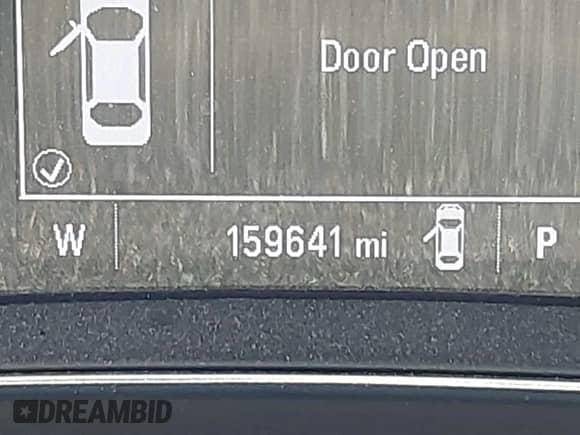 Door Open
W 159641 mi P
DREAMBID